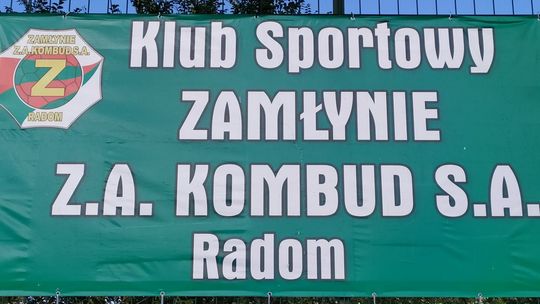 ZAMŁYNIE
Z.A. KOMBUD S.A.
Z
RADOM
Klub Sportowy
ZAMŁYNIE
Z.A. KOMBUD S.A.
Radom